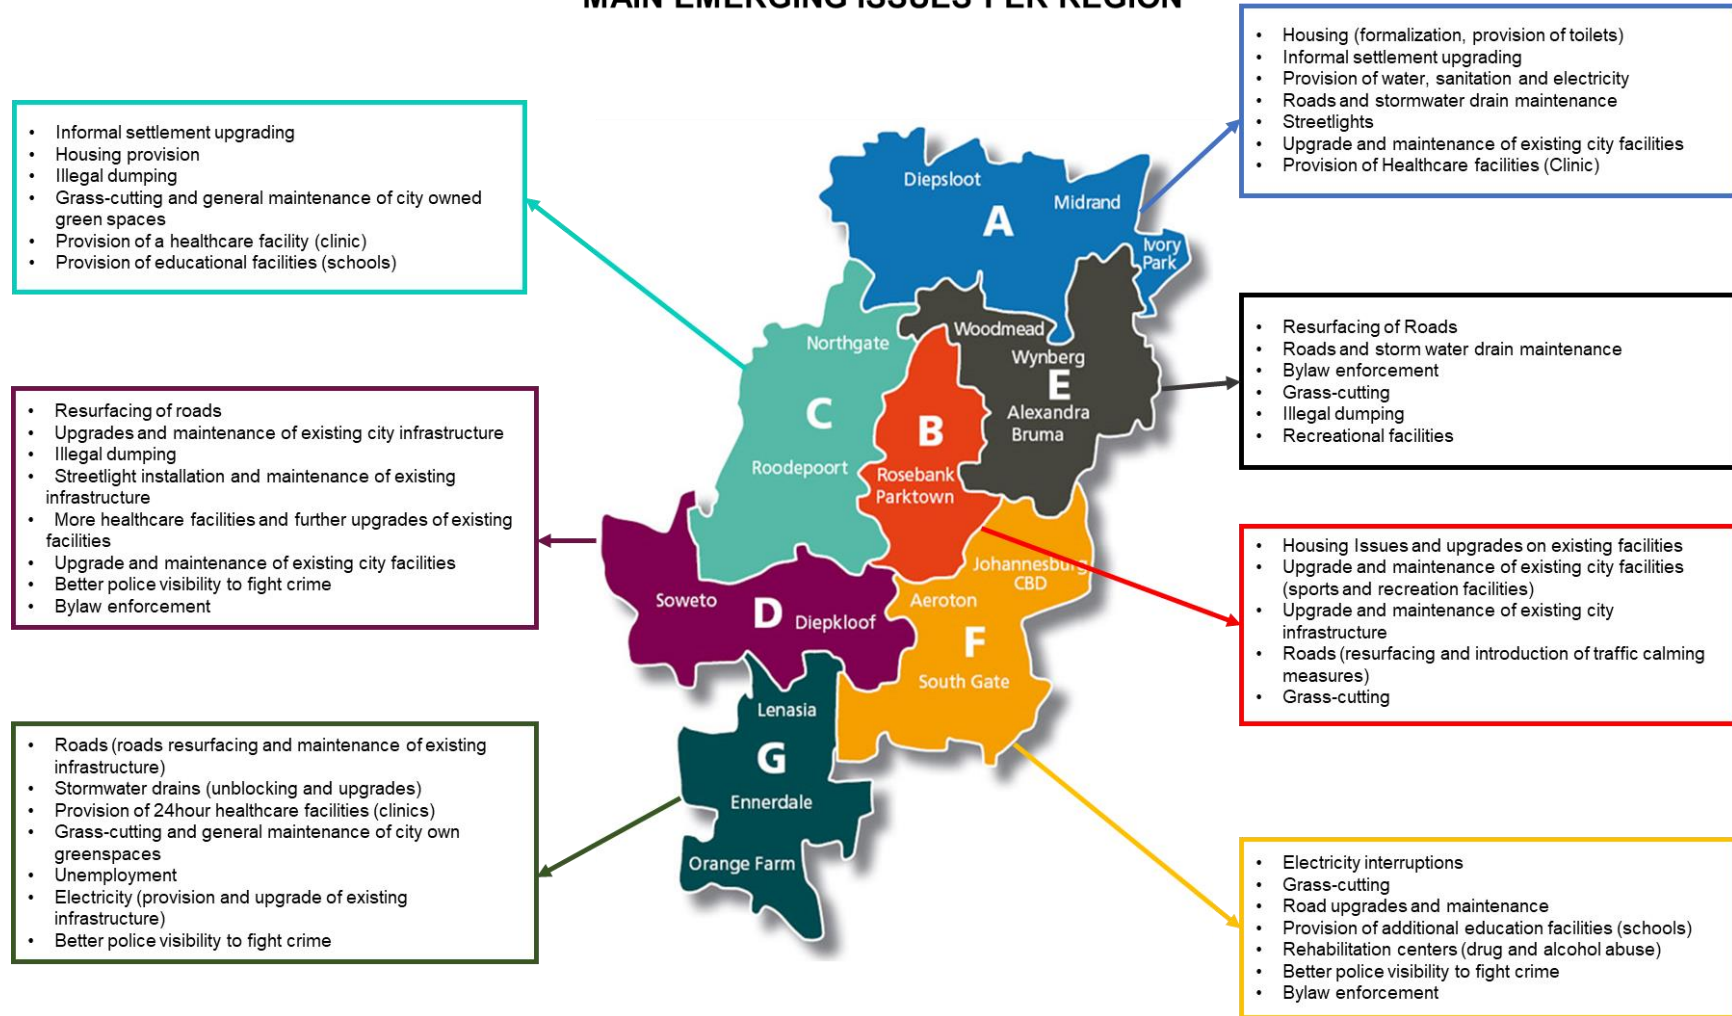 MAIN EMERGING ISSUES PER REGION
• Housing (formalization, provision of toilets)
• Informal settlement upgrading
• Provision of water, sanitation and electricity
• Roads and stormwater drain maintenance
• Streetlights
• Upgrade and maintenance of existing city facilities
• Provision of Healthcare facilities (Clinic)
• Informal settlement upgrading
• Housing provision
• Illegal dumping
• Grass-cutting and general maintenance of city owned
green spaces
• Provision of a healthcare facility (clinic)
• Provision of educational facilities (schools)
Diepsloot
Midrand
A
Ivory
Park
• Resurfacing of Roads
• Roads and storm water drain maintenance
• Bylaw enforcement
• Grass-cutting
• Illegal dumping
• Recreational facilities
Woodmead
Wynberg
E
Alexandra
Bruma
Northgate
C
Roodepoort
B
Rosebank
Parktown
• Resurfacing of roads
• Upgrades and maintenance of existing city infrastructure
• Illegal dumping
• Streetlight installation and maintenance of existing
infrastructure
• More healthcare facilities and further upgrades of existing
facilities
• Upgrade and maintenance of existing city facilities
• Better police visibility to fight crime
• Bylaw enforcement
• Housing Issues and upgrades on existing facilities
• Upgrade and maintenance of existing city facilities
(sports and recreation facilities)
• Upgrade and maintenance of existing city
infrastructure
• Roads (resurfacing and introduction of traffic calming
measures)
• Grass-cutting
Johannesburg
CBD
Aeroton
F
South Gate
Soweto
D
Diepkloof
Lenasia
G
Ennerdale
Orange Farm
• Roads (roads resurfacing and maintenance of existing
infrastructure)
• Stormwater drains (unblocking and upgrades)
• Provision of 24hour healthcare facilities (clinics)
• Grass-cutting and general maintenance of city own
greenspaces
• Unemployment
• Electricity (provision and upgrade of existing
infrastructure)
• Better police visibility to fight crime
• Electricity interruptions
• Grass-cutting
• Road upgrades and maintenance
• Provision of additional education facilities (schools)
• Rehabilitation centers (drug and alcohol abuse)
• Better police visibility to fight crime
• Bylaw enforcement